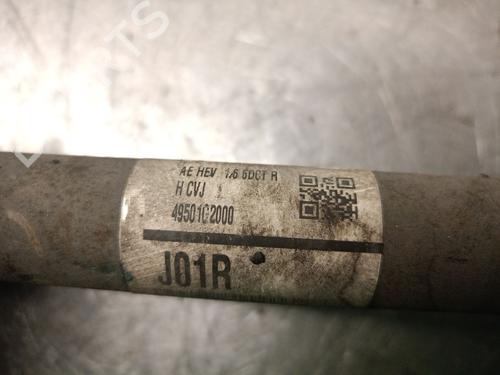 AE HEV 1.6 6DCT R
H CVJ
49501G2000
J01R